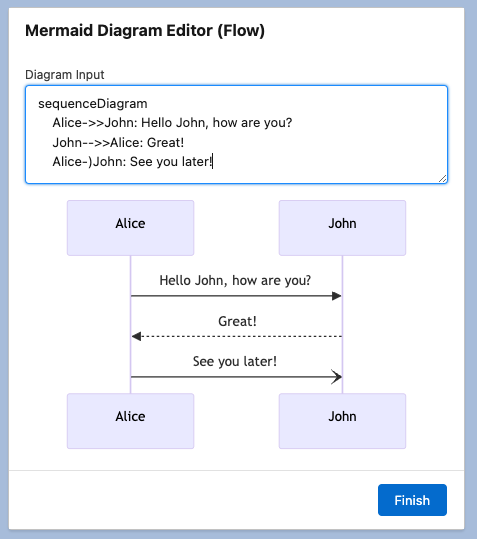 Mermaid Diagram Editor (Flow)
Diagram Input
sequenceDiagram
    Alice->>John: Hello John, how are you?
    John-->>Alice: Great!
    Alice-)John: See you later!
Alice John
Hello John, how are you?
Great!
See you later!
Alice John
Finish